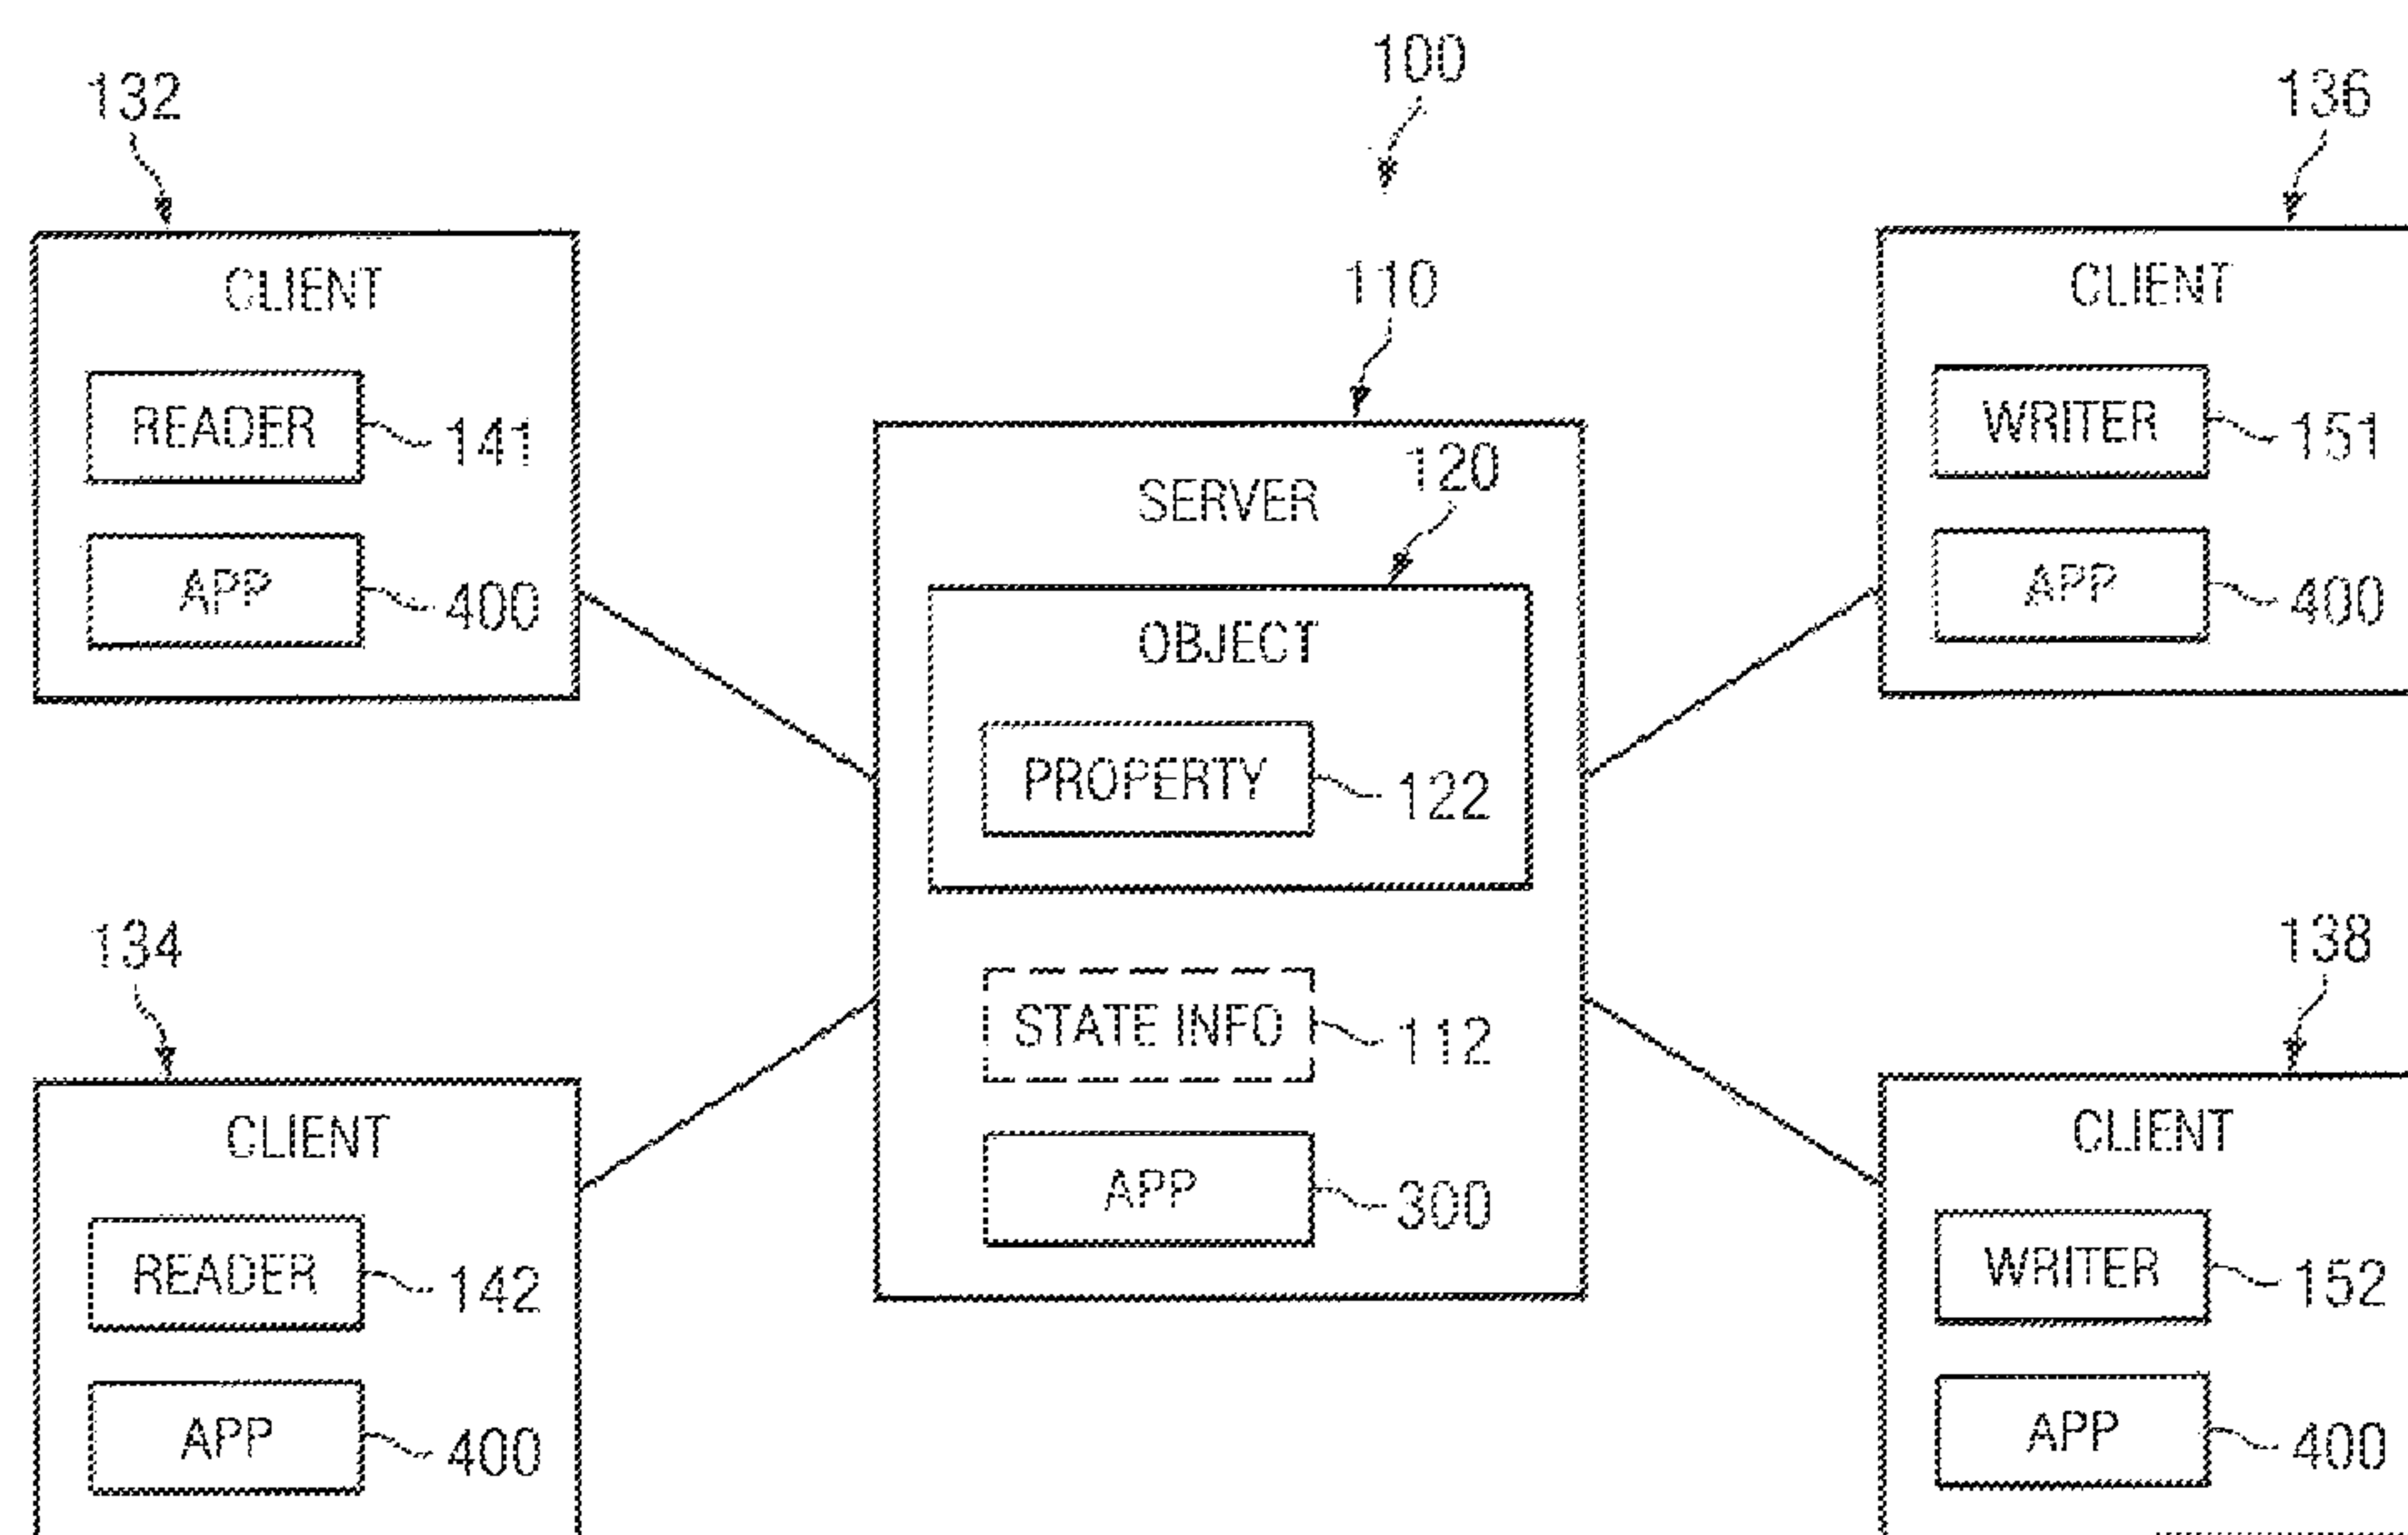 100
132
136
110
CLIENT
READER
141
APP
400
SERVER
120
OBJECT
PROPERTY
122
STATE INFO
112
APP
300
CLIENT
WRITER
151
APP
400
134
CLIENT
READER
142
APP
400
138
CLIENT
WRITER
152
APP
400